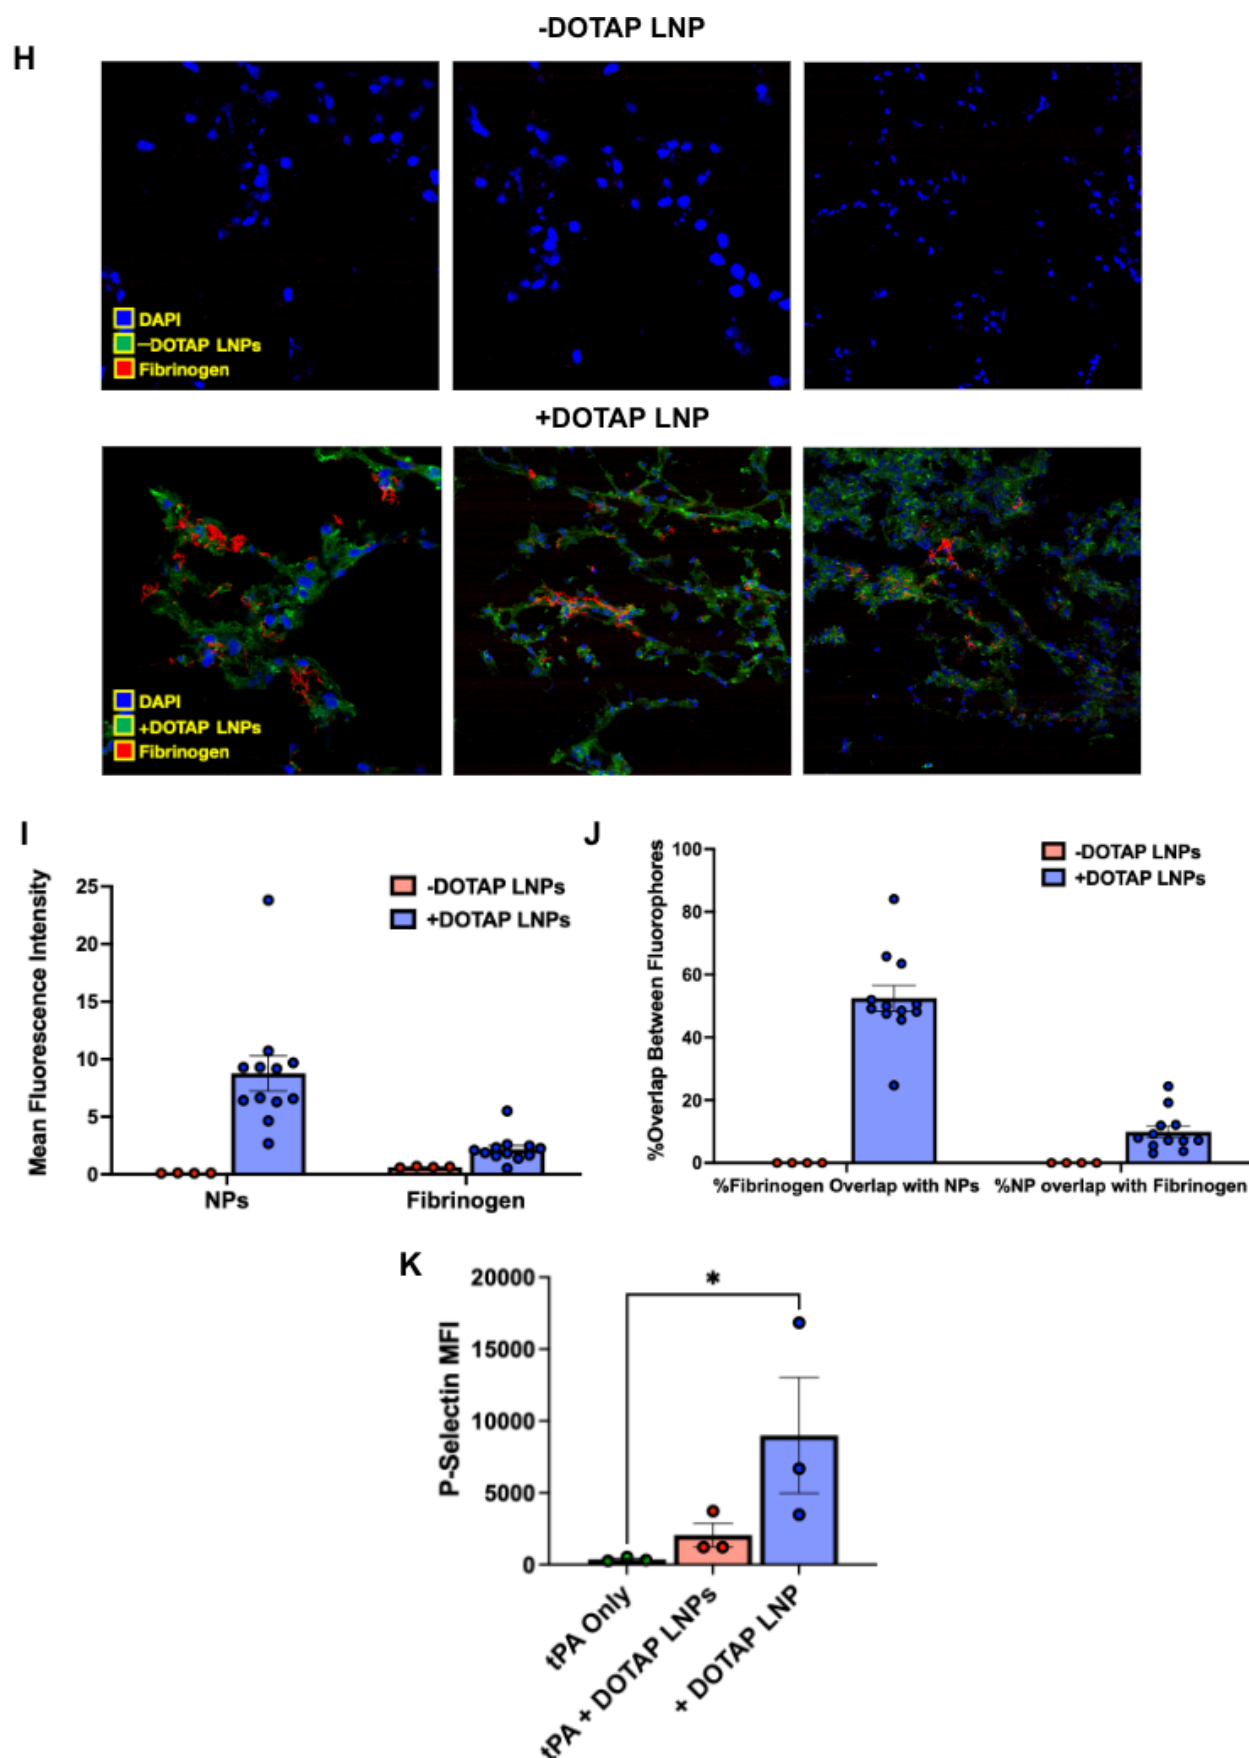 -DOTAP LNP
H
DAPI
−DOTAP LNPs
Fibrinogen
+DOTAP LNP
DAPI
+DOTAP LNPs
Fibrinogen
I
Mean Fluorescence Intensity
25
20
15
10
5
0
-DOTAP LNPs
+DOTAP LNPs
NPs
Fibrinogen
J
%Overlap Between Fluorophores
100
80
60
40
20
0
-DOTAP LNPs
+DOTAP LNPs
%Fibrinogen Overlap with NPs
%NP overlap with Fibrinogen
K
P-Selectin MFI
20000
15000
10000
5000
0
*
tPA Only
tPA + DOTAP LNPs
+ DOTAP LNP